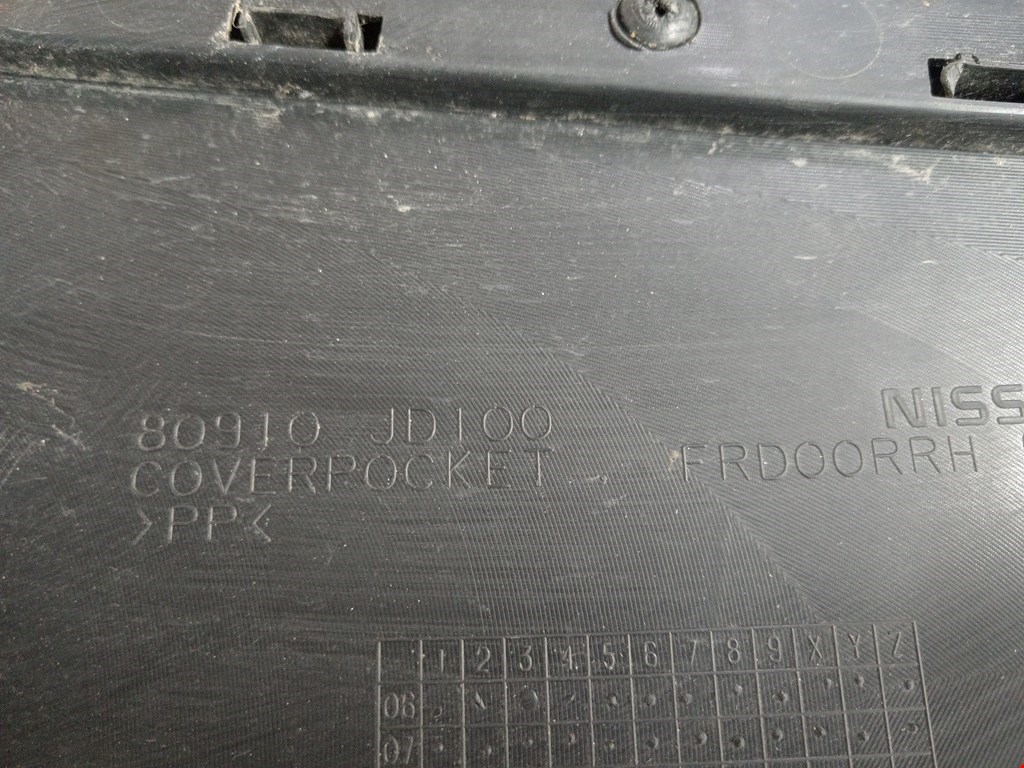 NISS
80910 JD100
COVERPOCKET FRDOORRH
>PP<
1 2 3 4 5 6 7 8 9 X Y Z
06
07